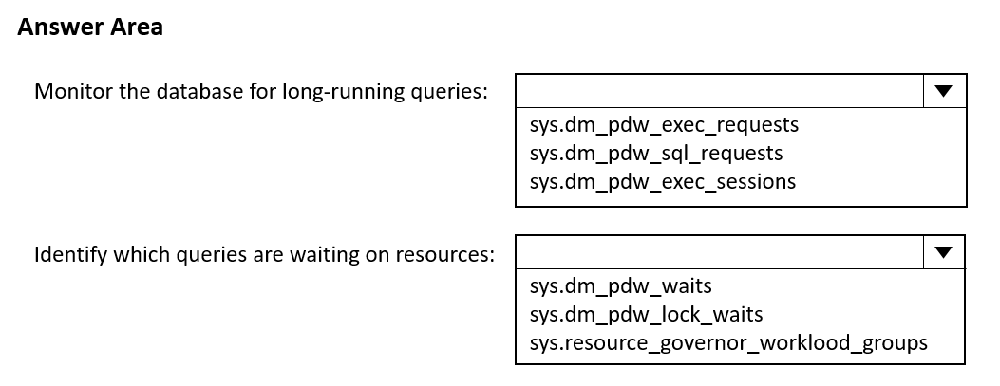 Answer Area
Monitor the database for long-running queries:
sys.dm_pdw_exec_requests
sys.dm_pdw_sql_requests
sys.dm_pdw_exec_sessions
Identify which queries are waiting on resources:
sys.dm_pdw_waits
sys.dm_pdw_lock_waits
sys.resource_governor_worklood_groups